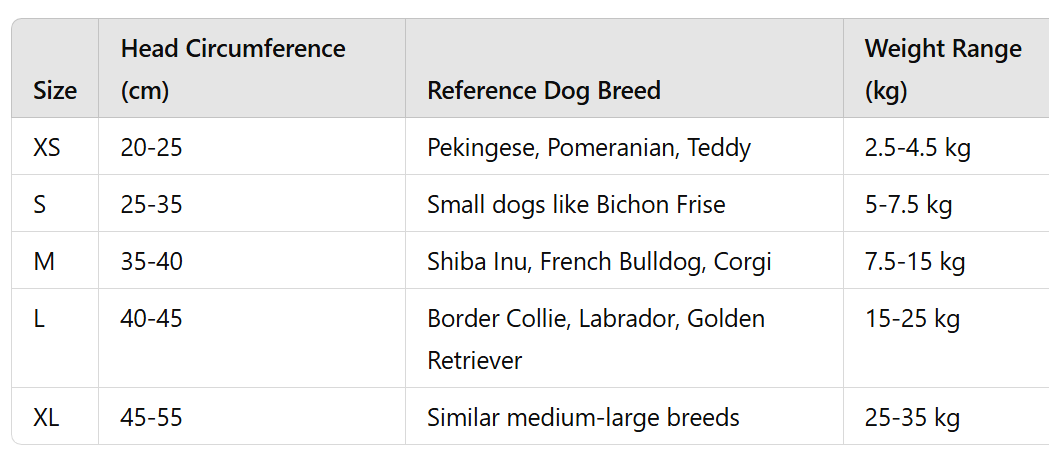 Size Head Circumference (cm) Reference Dog Breed Weight Range (kg)
XS 20-25 Pekingese, Pomeranian, Teddy 2.5-4.5 kg
S 25-35 Small dogs like Bichon Frise 5-7.5 kg
M 35-40 Shiba Inu, French Bulldog, Corgi 7.5-15 kg
L 40-45 Border Collie, Labrador, Golden Retriever 15-25 kg
XL 45-55 Similar medium-large breeds 25-35 kg